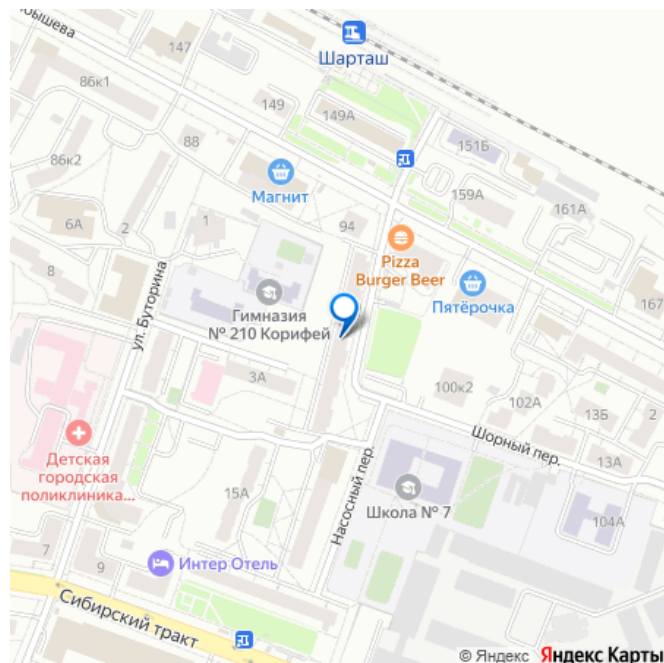 бышева
147
Шарташ
86к1
149
149А
151Б
88
86к2
159А
161А
Магнит
94
6А
2
1
Pizza
Burger Beer
8
ул. Буторина
Гимназия
№ 210 Корифей
Пятёрочка
167
3А
100к2
102А
13Б
2
Шорный пер.
13А
Детская
городская
поликлиника...
15А
Насосный пер.
Школа № 7
104А
7
9
Интер Отель
Сибирский тракт
© Яндекс Яндекс Карты